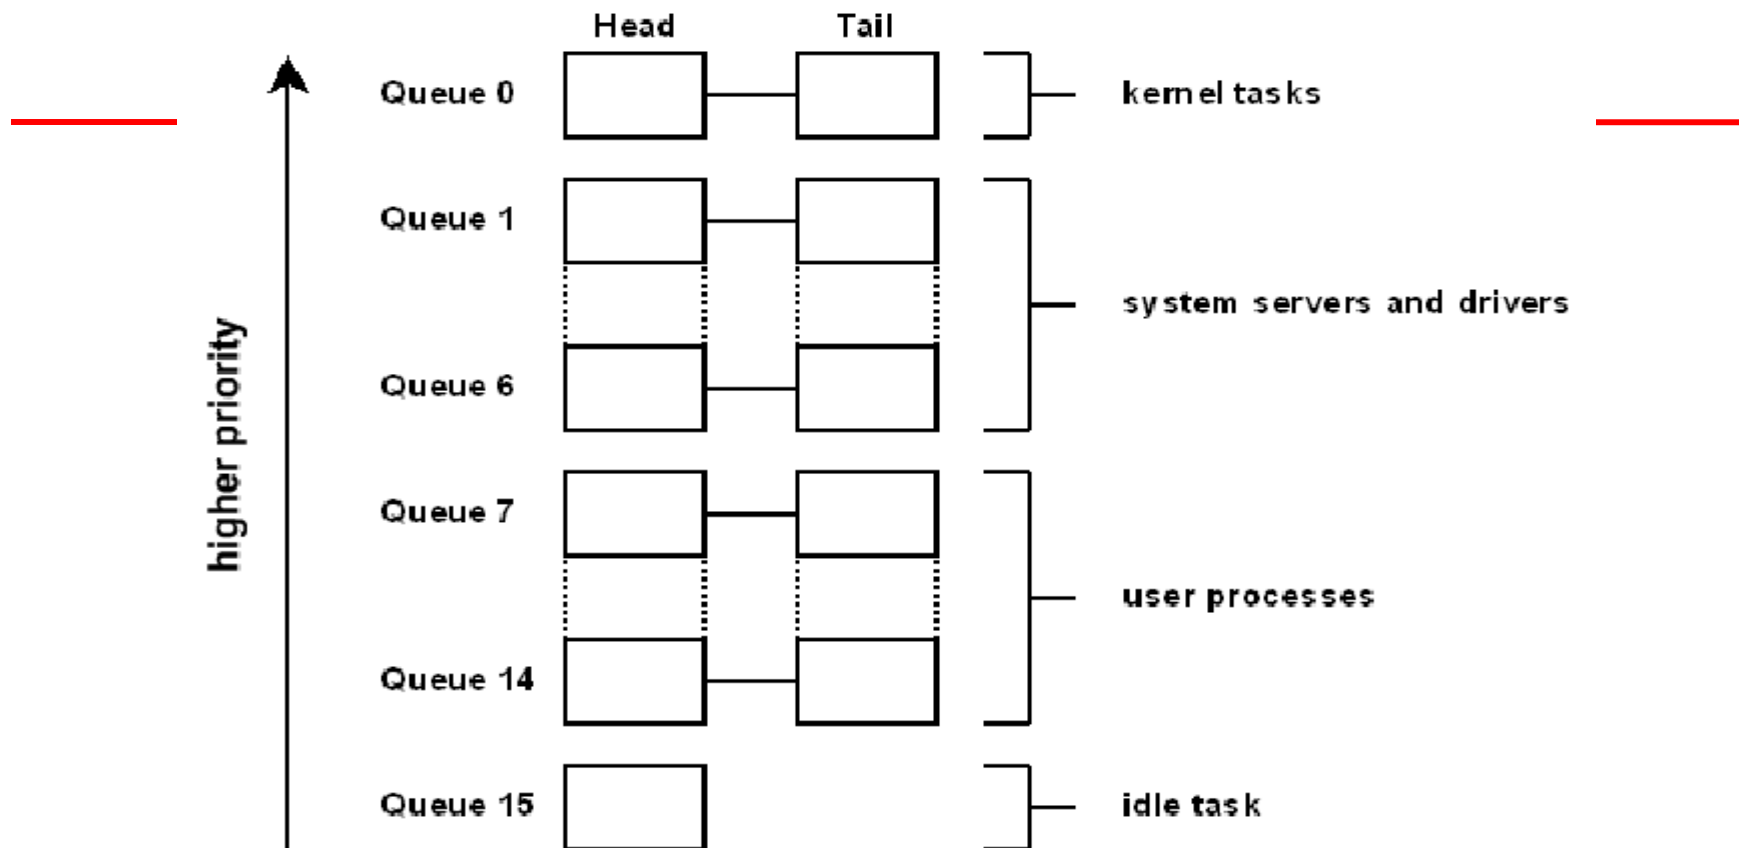 Head Tail
Queue 0 kernel tasks
Queue 1
system servers and drivers
Queue 6
higher priority
Queue 7
user processes
Queue 14
Queue 15 idle task